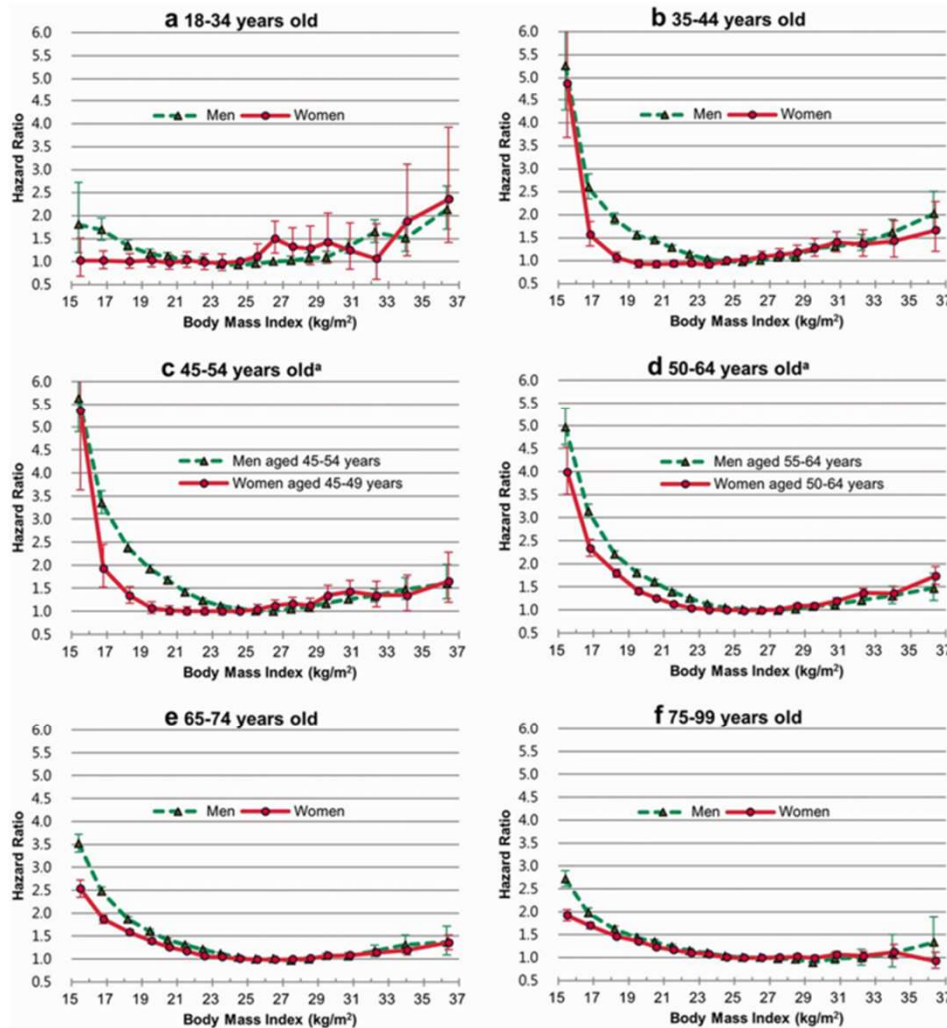 a 18-34 years old
6.0
5.5
5.0
4.5
4.0
3.5
3.0
2.5
2.0
1.5
1.0
0.5
Hazard Ratio
Men Women
15 17 19 21 23 25 27 29 31 33 35 37
Body Mass Index (kg/m²)
b 35-44 years old
6.0
5.5
5.0
4.5
4.0
3.5
3.0
2.5
2.0
1.5
1.0
0.5
Hazard Ratio
Men Women
15 17 19 21 23 25 27 29 31 33 35 37
Body Mass Index (kg/m²)
c 45-54 years oldᵃ
6.0
5.5
5.0
4.5
4.0
3.5
3.0
2.5
2.0
1.5
1.0
0.5
Hazard Ratio
Men aged 45-54 years
Women aged 45-49 years
15 17 19 21 23 25 27 29 31 33 35 37
Body Mass Index (kg/m²)
d 50-64 years oldᵃ
6.0
5.5
5.0
4.5
4.0
3.5
3.0
2.5
2.0
1.5
1.0
0.5
Hazard Ratio
Men aged 55-64 years
Women aged 50-64 years
15 17 19 21 23 25 27 29 31 33 35 37
Body Mass Index (kg/m²)
e 65-74 years old
6.0
5.5
5.0
4.5
4.0
3.5
3.0
2.5
2.0
1.5
1.0
0.5
Hazard Ratio
Men Women
15 17 19 21 23 25 27 29 31 33 35 37
Body Mass Index (kg/m²)
f 75-99 years old
6.0
5.5
5.0
4.5
4.0
3.5
3.0
2.5
2.0
1.5
1.0
0.5
Hazard Ratio
Men Women
15 17 19 21 23 25 27 29 31 33 35 37
Body Mass Index (kg/m²)